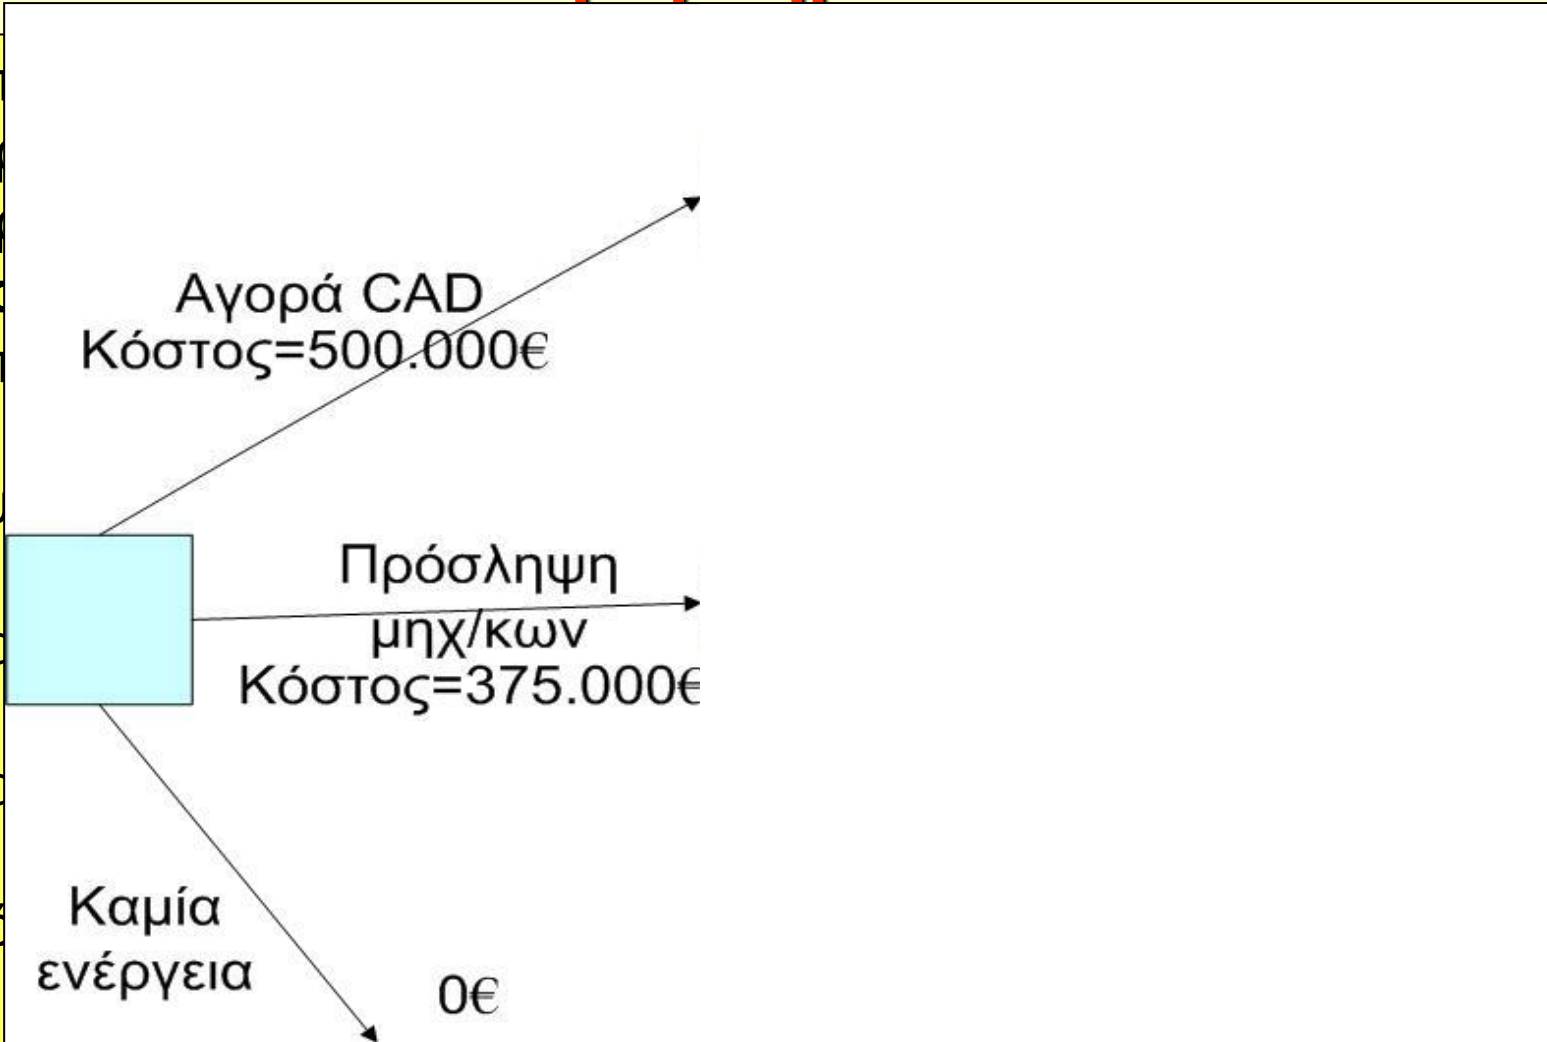 Αγορά CAD
Κόστος=500.000€
Πρόσληψη
μηχ/κων
Κόστος=375.000€
Καμία
ενέργεια
0€